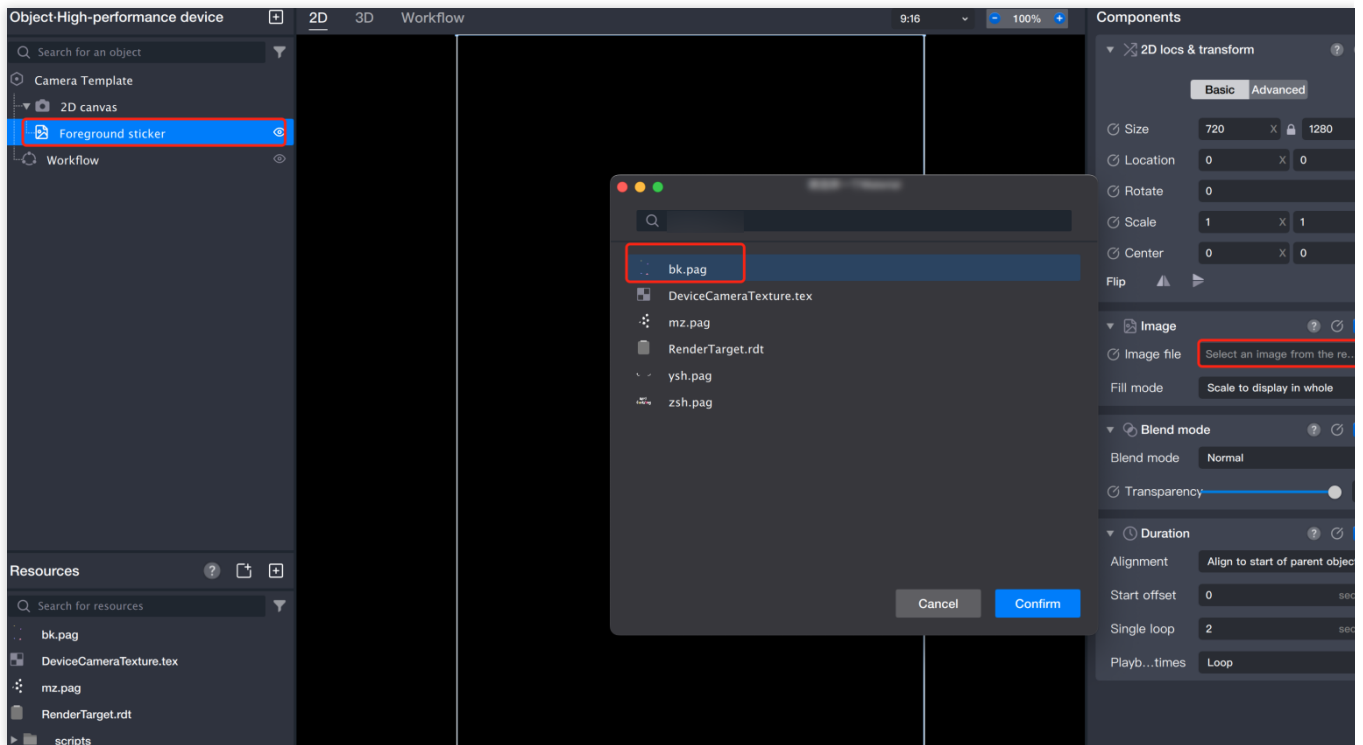 Object·High-performance device
Search for an object
Camera Template
2D canvas
Foreground sticker
Workflow
Resources
Search for resources
bk.pag
DeviceCameraTexture.tex
mz.pag
RenderTarget.rdt
scripts
2D 3D Workflow 9:16 100%
bk.pag
DeviceCameraTexture.tex
mz.pag
RenderTarget.rdt
ysh.pag
zsh.pag
Cancel Confirm
Components
2D locs & transform
Basic Advanced
Size 720 X 1280
Location 0 X 0
Rotate 0
Scale 1 X 1
Center 0 X 0
Flip
Image
Image file Select an image from the re...
Fill mode Scale to display in whole
Blend mode
Blend mode Normal
Transparency
Duration
Alignment Align to start of parent objec
Start offset 0 sec
Single loop 2 sec
Playb...times Loop